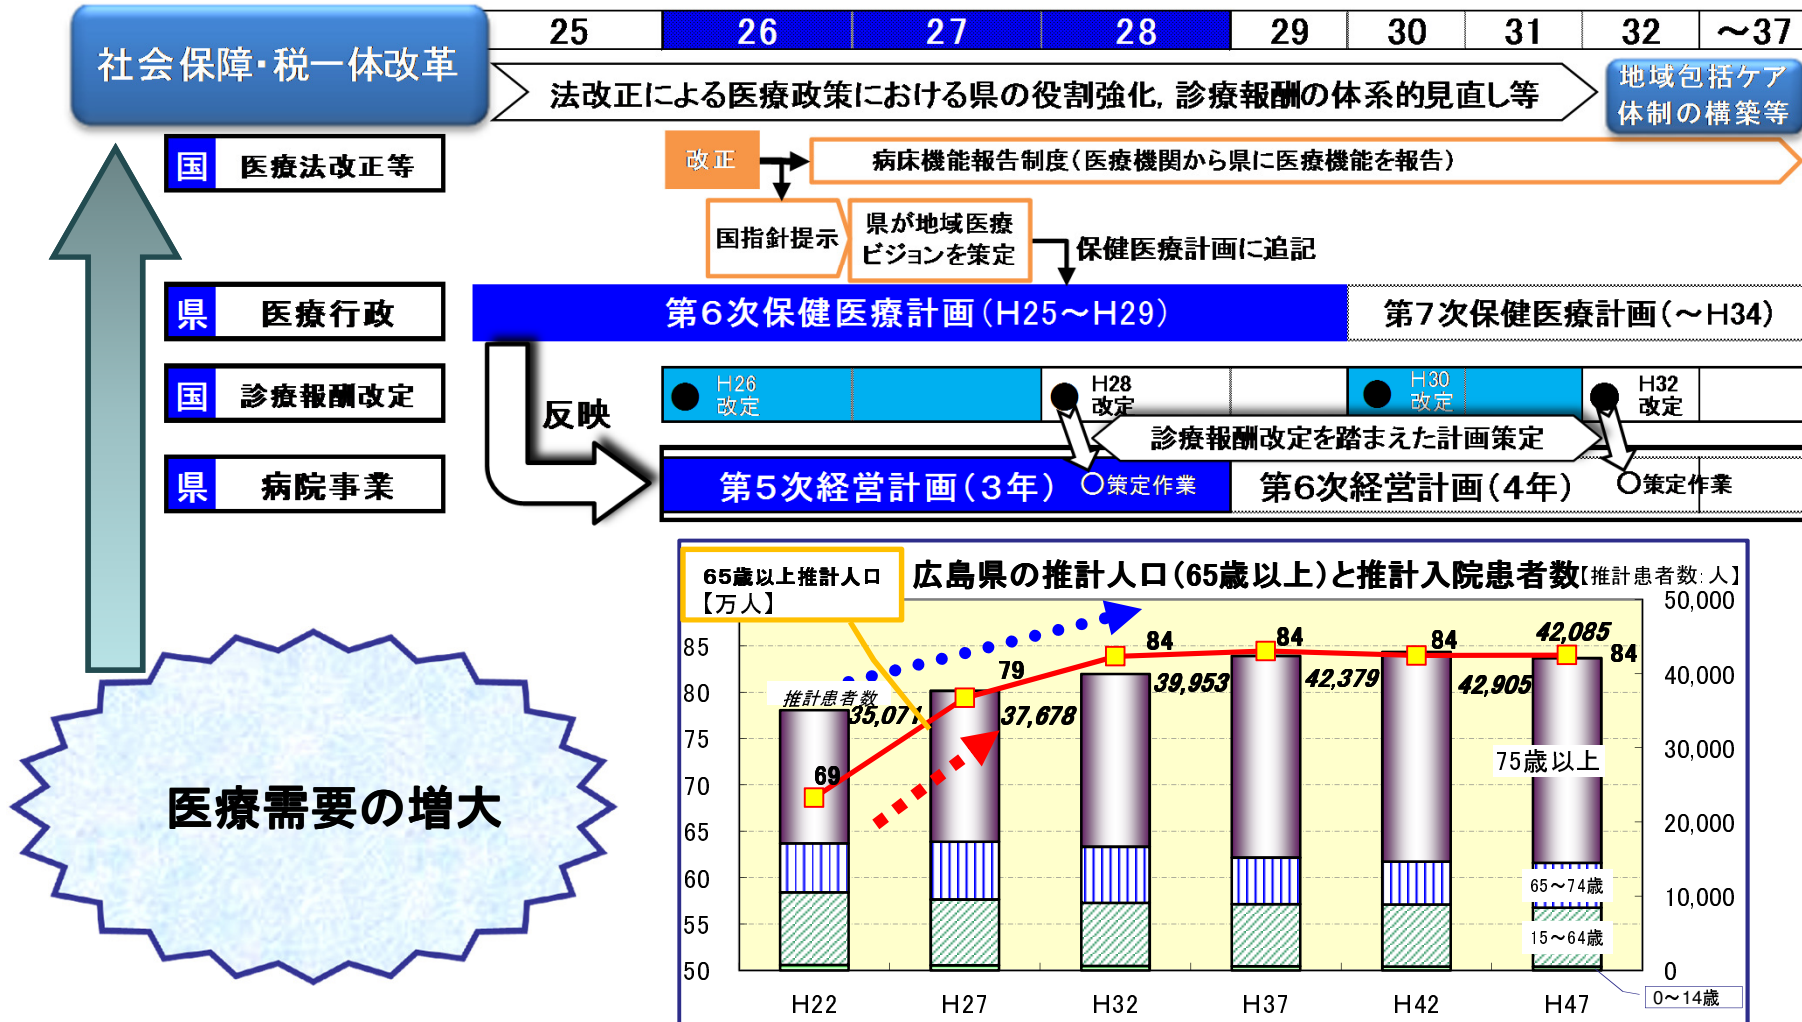 社会保障・税一体改革
25 26 27 28 29 30 31 32 ～37
法改正による医療政策における県の役割強化，診療報酬の体系的見直し等
地域包括ケア
体制の構築等
国 医療法改正等
改正
病床機能報告制度（医療機関から県に医療機能を報告）
国指針提示
県が地域医療
ビジョンを策定
保健医療計画に追記
県 医療行政
第６次保健医療計画（H25～H29）
第７次保健医療計画（～H34）
国 診療報酬改定
H26
改定
H28
改定
H30
改定
H32
改定
反映
診療報酬改定を踏まえた計画策定
県 病院事業
第５次経営計画（３年）
○策定作業
第６次経営計画（４年）
○策定作業
医療需要の増大
65歳以上推計人口
【万人】
広島県の推計人口（65歳以上）と推計入院患者数
【推計患者数：人】
85
80
75
70
65
60
55
50
50,000
40,000
30,000
20,000
10,000
0
推計患者数
69
79
84
84
84
84
35,071
37,678
39,953
42,379
42,905
42,085
75歳以上
65～74歳
15～64歳
0～14歳
H22 H27 H32 H37 H42 H47